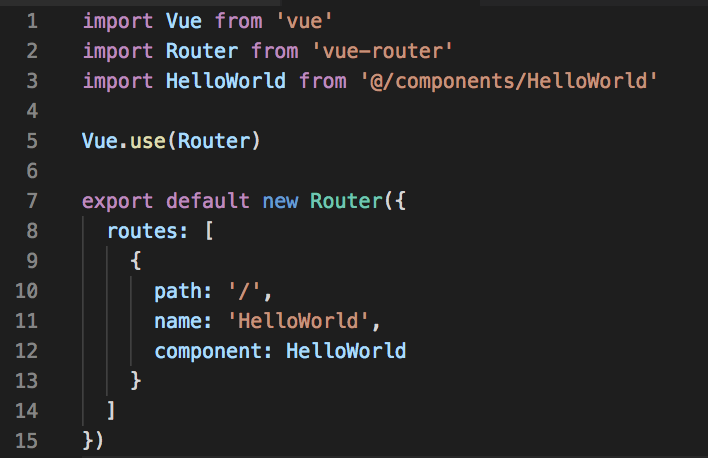 1 import Vue from 'vue'
2 import Router from 'vue-router'
3 import HelloWorld from '@/components/HelloWorld'
4
5 Vue.use(Router)
6
7 export default new Router({
8   routes: [
9     {
10       path: '/',
11       name: 'HelloWorld',
12       component: HelloWorld
13     }
14   ]
15 })